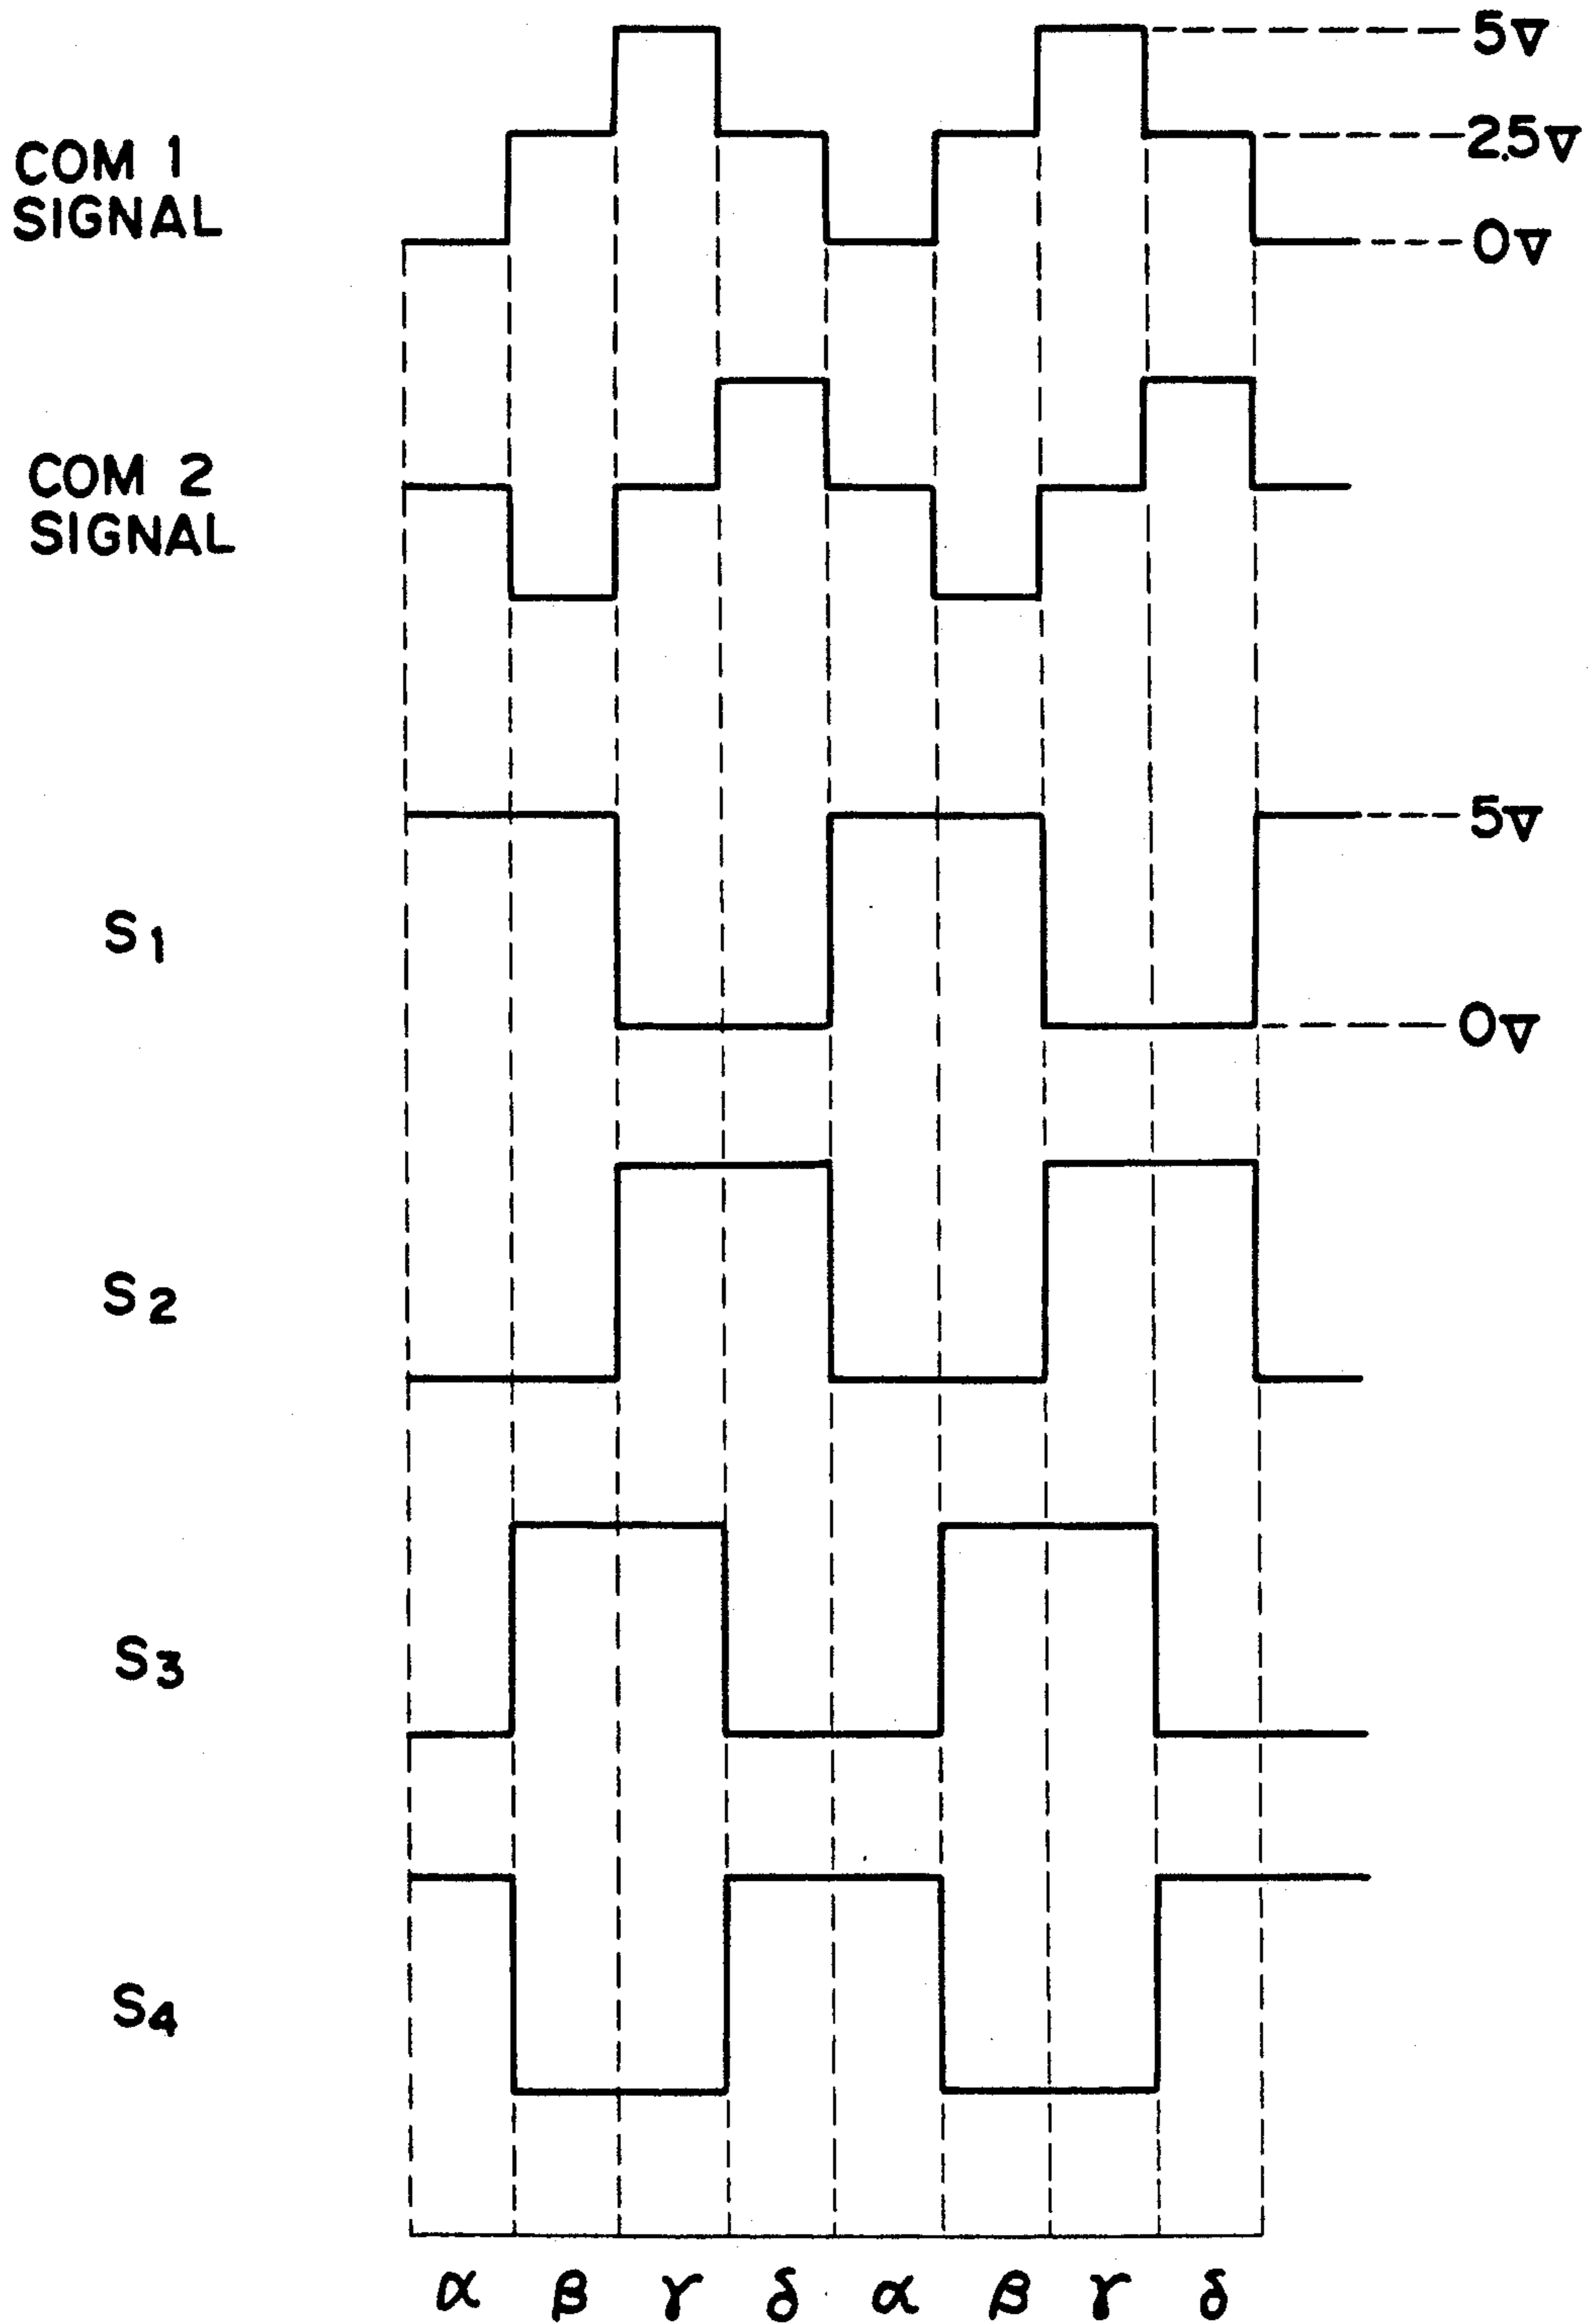 5V
COM 1
SIGNAL
2.5V
0V
COM 2
SIGNAL
5V
S1
0V
S2
S3
S4
α β γ δ α β γ δ